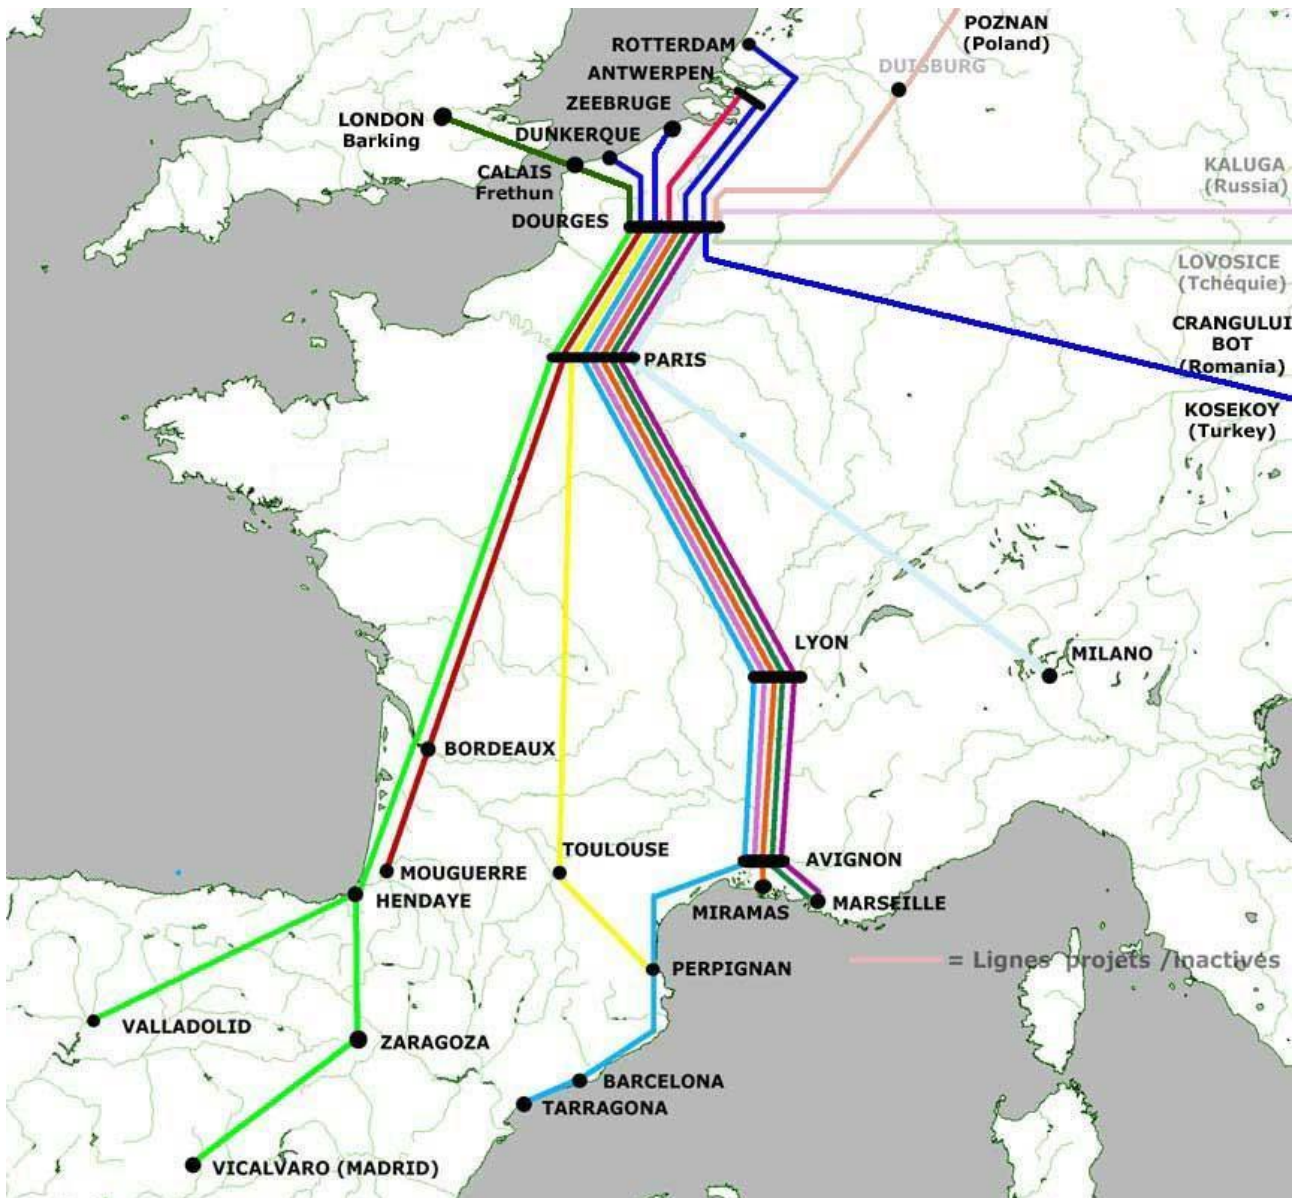 POZNAN
(Poland)
ROTTERDAM
DUISBURG
ANTWERPEN
ZEEBRUGE
LONDON
Barking
DUNKERQUE
CALAIS
Frethun
KALUGA
(Russia)
DOURGES
LOVOSICE
(Tchéquie)
CRANGULUI
BOT
(Romania)
PARIS
KOSEKOY
(Turkey)
LYON
MILANO
BORDEAUX
TOULOUSE
AVIGNON
MOUGUERRE
HENDAYE
MIRAMAS
MARSEILLE
= Lignes projets /Inactives
PERPIGNAN
VALLADOLID
ZARAGOZA
BARCELONA
TARRAGONA
VICALVARO (MADRID)